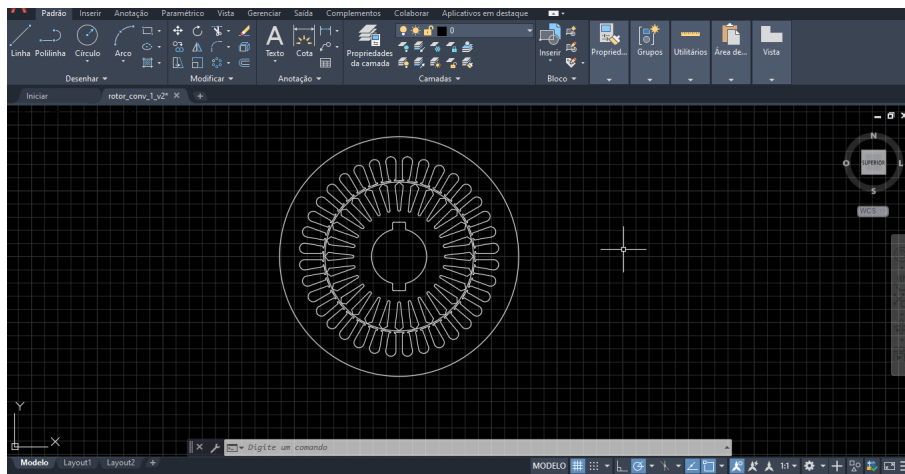 Padrão Inserir Anotação Paramétrico Vista Gerenciar Saída Complementos Colaborar Aplicativos em destaque
0
Linha Polilinha Círculo Arco Texto Cota Propriedades da camada Inserir Propried... Grupos Utilitários Área de... Vista
Desenhar Modificar Anotação Camadas Bloco
Iniciar rotor_conv_1_v2* +
N
O SUPERIOR L
S
WCS
Y
X
Digite um comando
Modelo Layout1 Layout2 +
MODELO 1:1